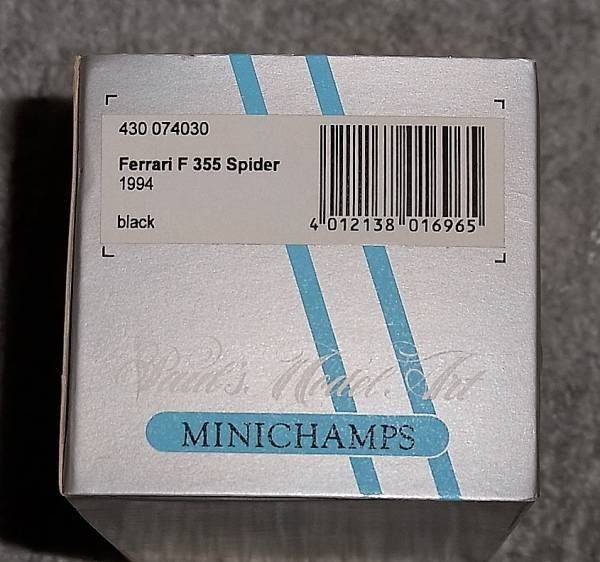 430 074030
Ferrari F 355 Spider
1994
black
4 012138 016965
Paul's Model Art
MINICHAMPS